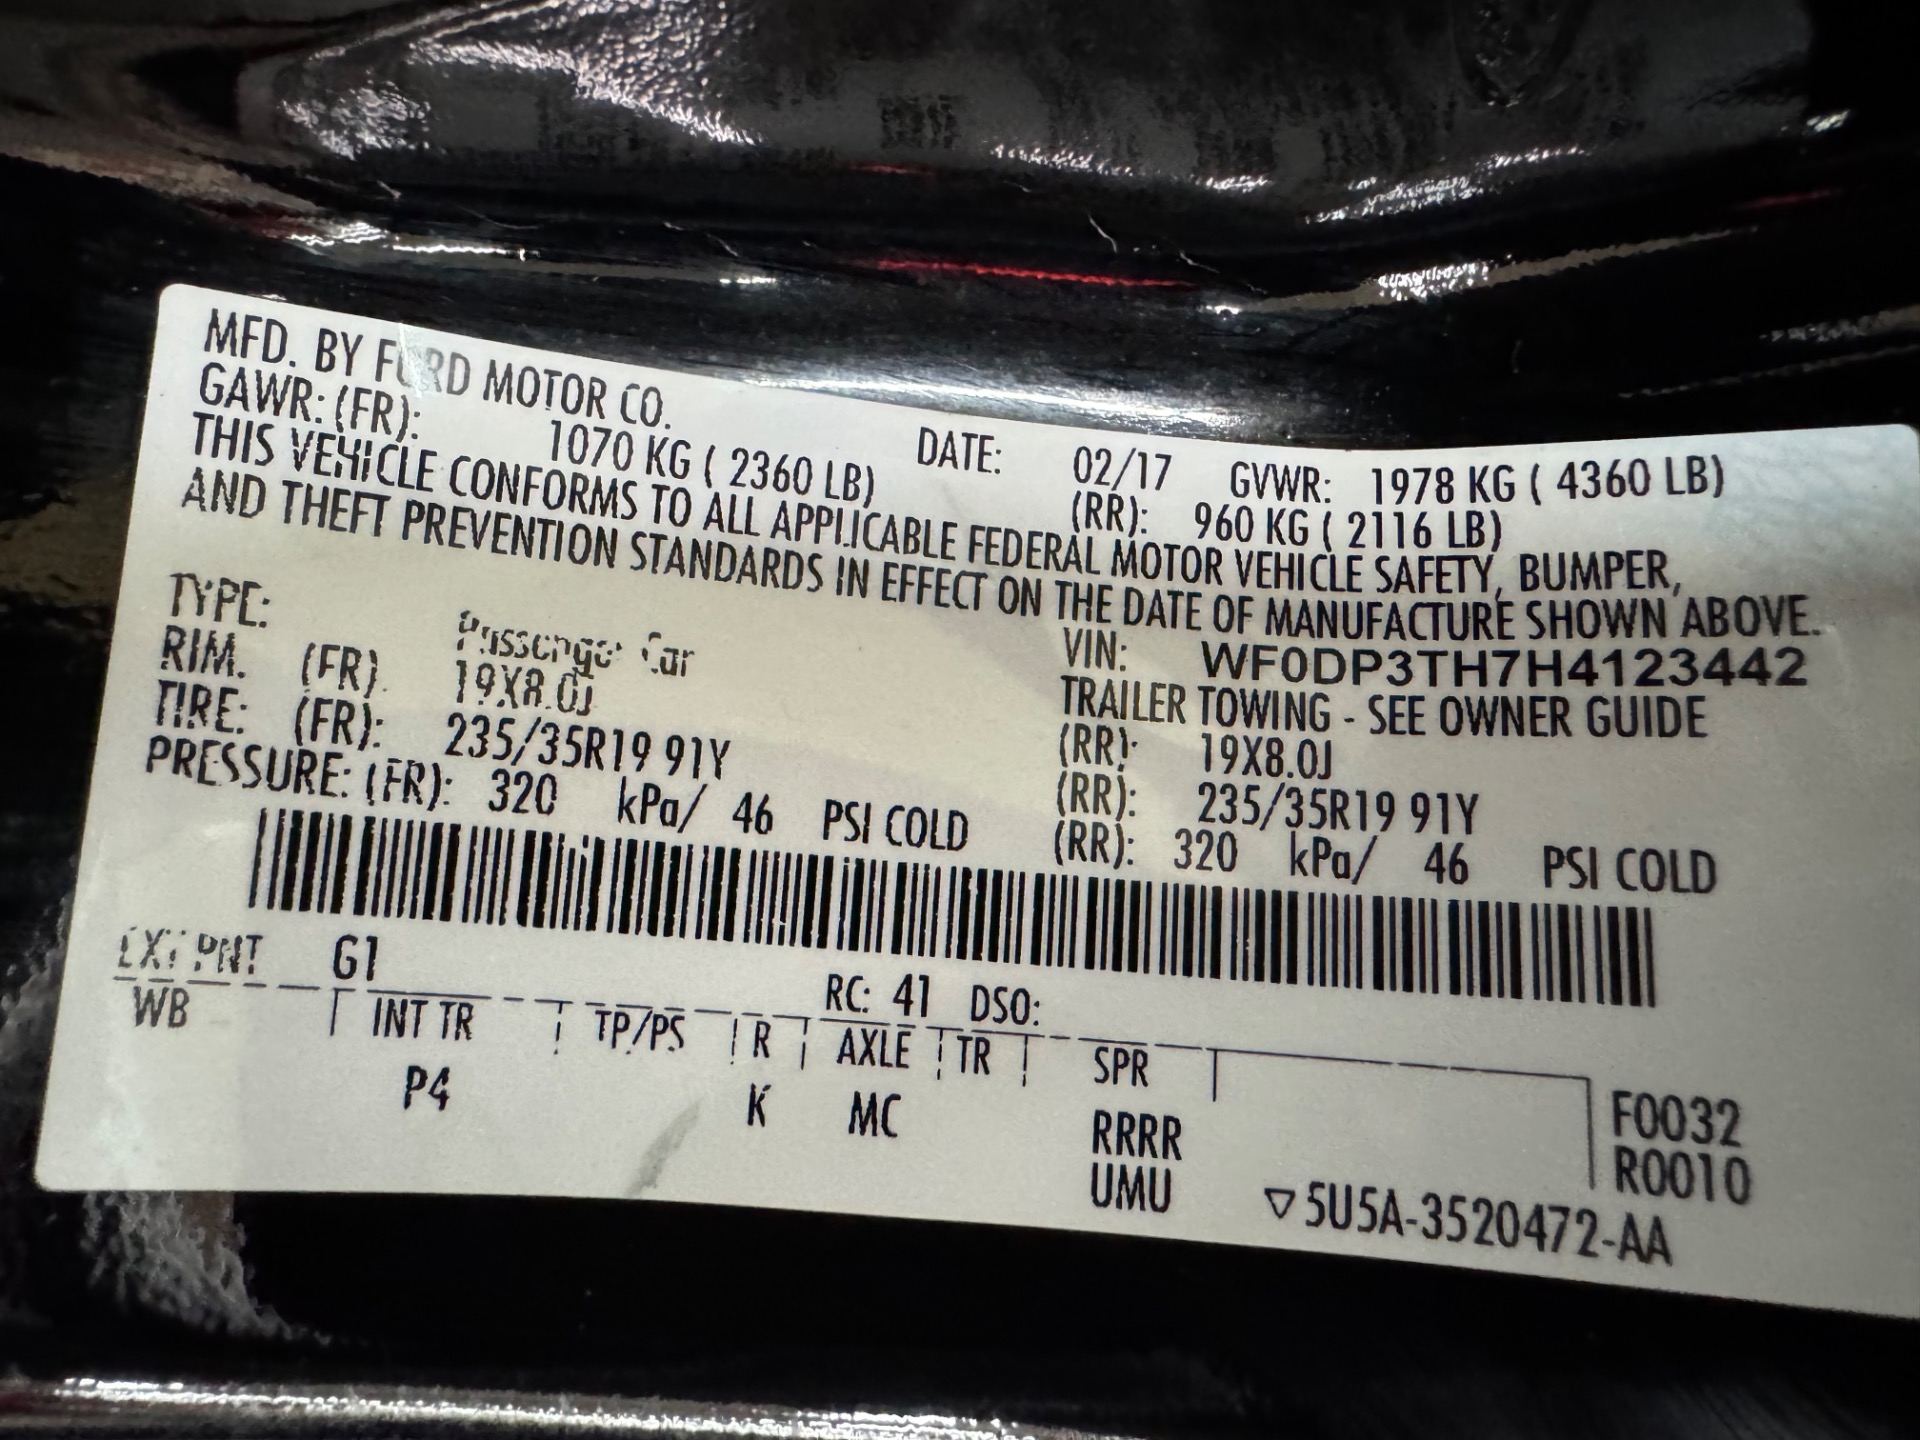 MFD. BY FORD MOTOR CO.
DATE: 02/17 GVWR: 1978 KG ( 4360 LB)
GAWR: (FR): 1070 KG ( 2360 LB) (RR): 960 KG ( 2116 LB)
THIS VEHICLE CONFORMS TO ALL APPLICABLE FEDERAL MOTOR VEHICLE SAFETY, BUMPER,
AND THEFT PREVENTION STANDARDS IN EFFECT ON THE DATE OF MANUFACTURE SHOWN ABOVE.
VIN: WF0DP3TH7H4123442
TYPE: Passenger Car TRAILER TOWING - SEE OWNER GUIDE
RIM. (FR). 19X8.0J (RR): 19X8.0J
TIRE: (FR): 235/35R19 91Y (RR): 235/35R19 91Y
PRESSURE: (FR): 320 kPa/ 46 PSI COLD (RR): 320 kPa/ 46 PSI COLD
EXT PNT G1 RC: 41 DSO:
WB INT TR TP/PS R AXLE TR SPR
P4 K MC RRRR
UMU
F0032
R0010
▽5U5A-3520472-AA